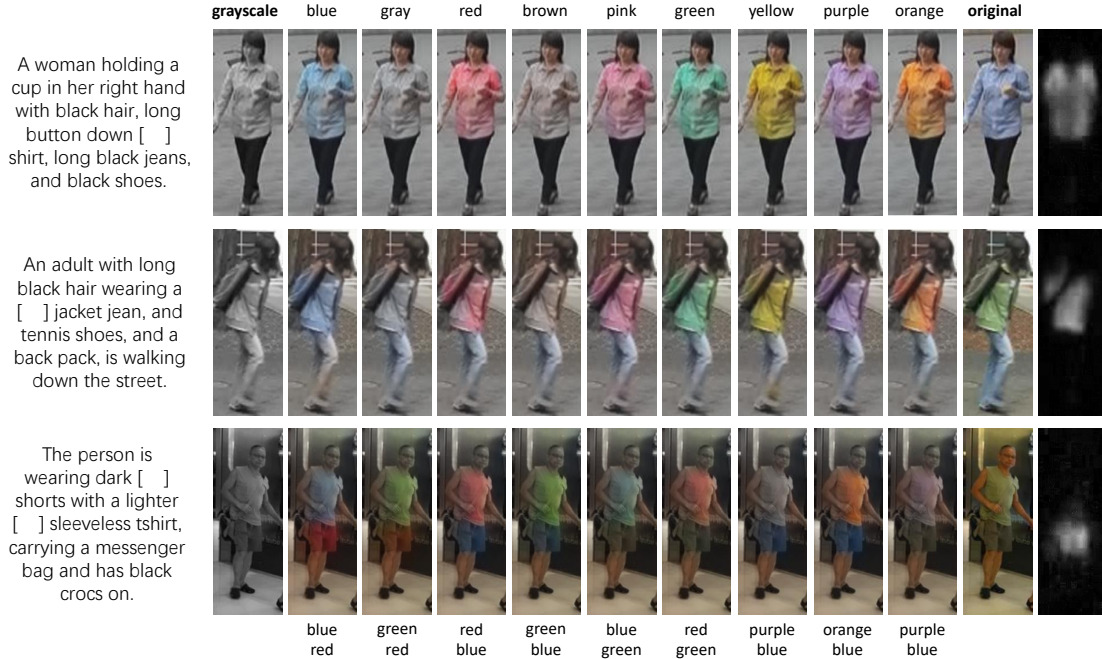 grayscale blue gray red brown pink green yellow purple orange original
A woman holding a
cup in her right hand
with black hair, long
button down [ ]
shirt, long black jeans,
and black shoes.
An adult with long
black hair wearing a
[ ] jacket jean, and
tennis shoes, and a
back pack, is walking
down the street.
The person is
wearing dark [ ]
shorts with a lighter
[ ] sleeveless tshirt,
carrying a messenger
bag and has black
crocs on.
blue green red green blue red purple orange purple
red red blue blue green green blue blue blue